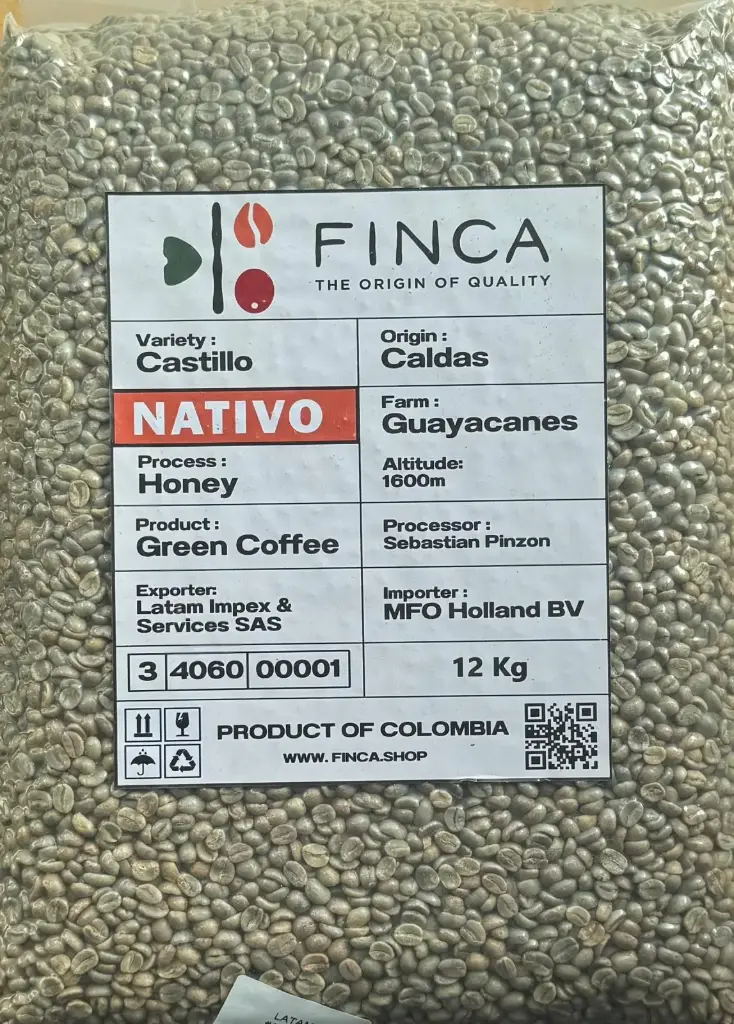 FINCA
THE ORIGIN OF QUALITY
Variety :
Castillo
Origin :
Caldas
NATIVO
Farm :
Guayacanes
Altitude:
1600m
Process :
Honey
Product :
Green Coffee
Processor :
Sebastian Pinzon
Exporter:
Latam Impex &
Services SAS
Importer :
MFO Holland BV
3 4060 00001
12 Kg
PRODUCT OF COLOMBIA
WWW. FINCA.SHOP